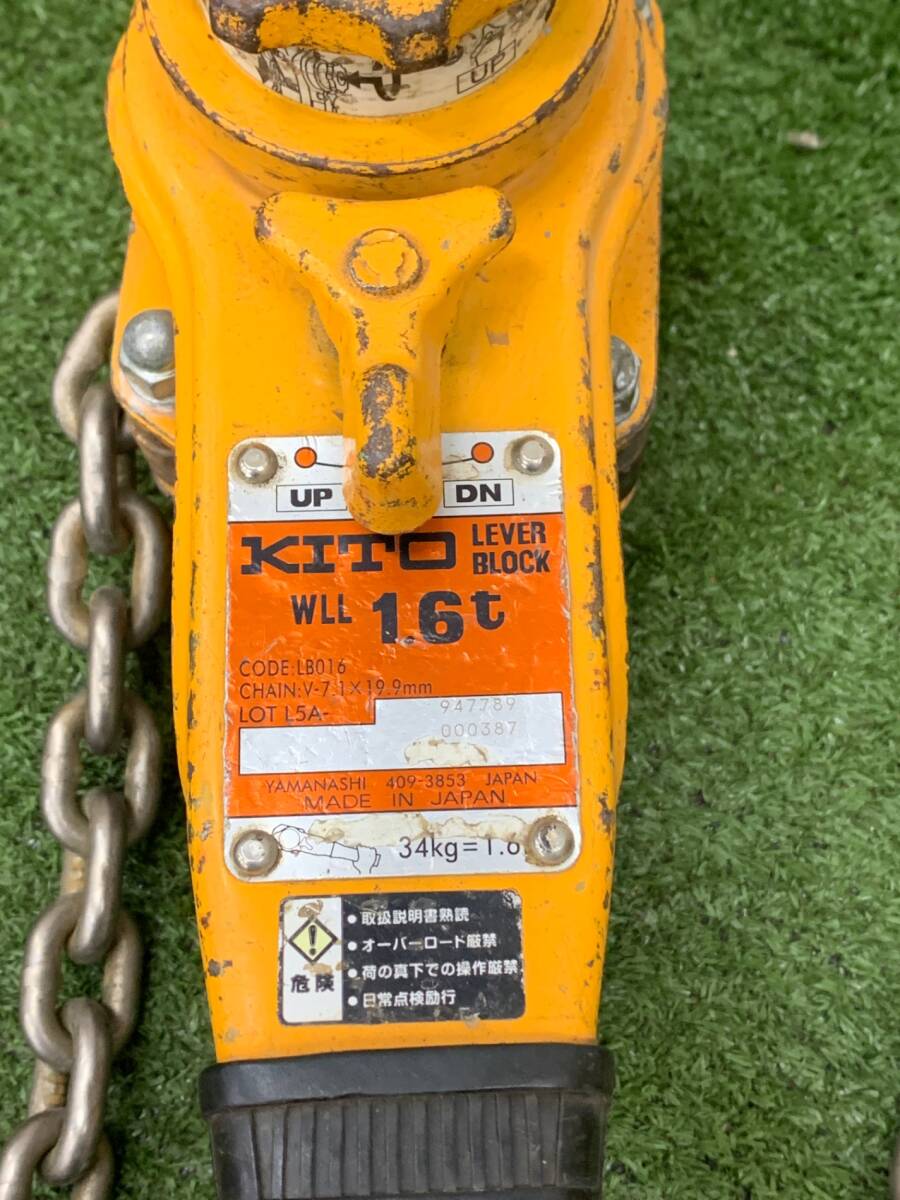 UP
UP
DN
KITO LEVER BLOCK
WLL 1.6t
CODE:LB016
CHAIN:V-7.1×19.9mm
LOT L5A-
947789
000387
YAMANASHI 409-3853 JAPAN
MADE IN JAPAN
34kg=1.6
危険
• 取扱説明書熟読
• オーバーロード厳禁
• 荷の真下での操作厳禁
• 日常点検励行